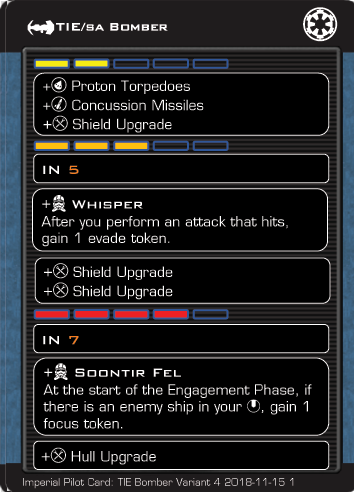 TIE/sa Bomber
+ Proton Torpedoes
+ Concussion Missiles
+ Shield Upgrade
IN 5
+ Whisper
After you perform an attack that hits,
gain 1 evade token.
+ Shield Upgrade
+ Shield Upgrade
IN 7
+ Soontir Fel
At the start of the Engagement Phase, if
there is an enemy ship in your , gain 1
focus token.
+ Hull Upgrade
Imperial Pilot Card: TIE Bomber Variant 4 2018-11-15 1